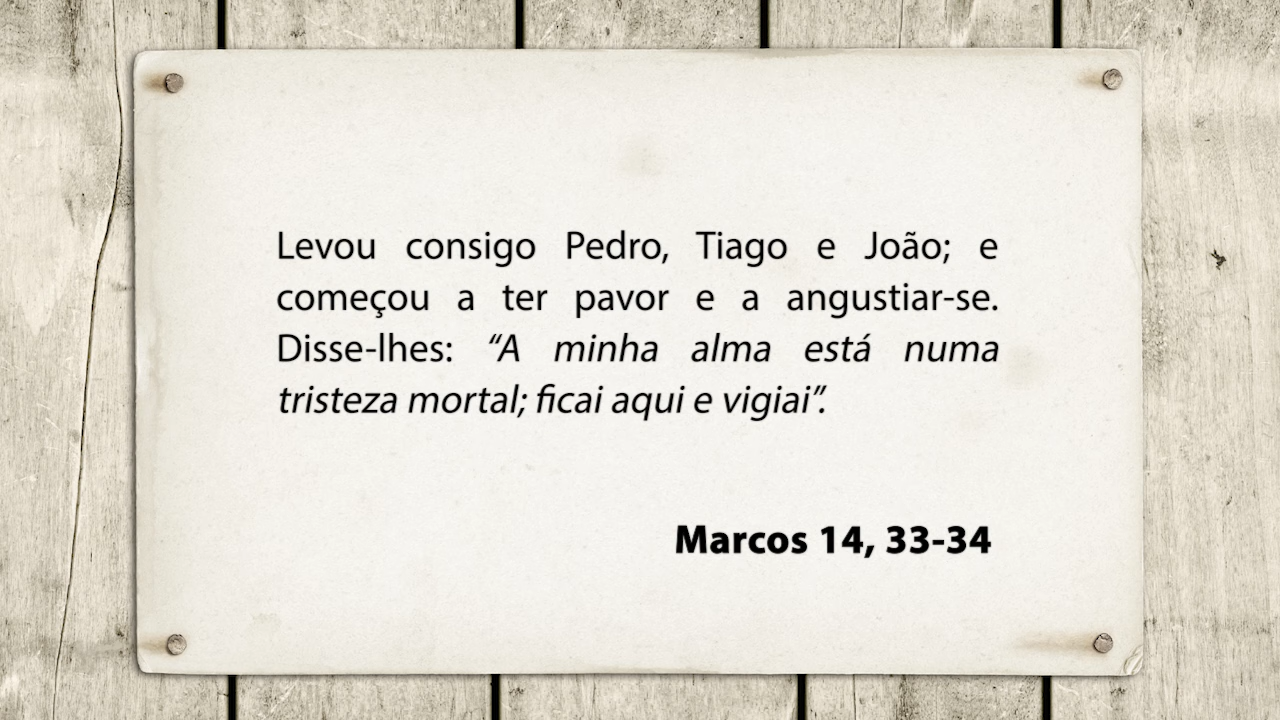 Levou consigo Pedro, Tiago e João; e
começou a ter pavor e a angustiar-se.
Disse-lhes: “A minha alma está numa
tristeza mortal; ficai aqui e vigiai”.
Marcos 14, 33-34